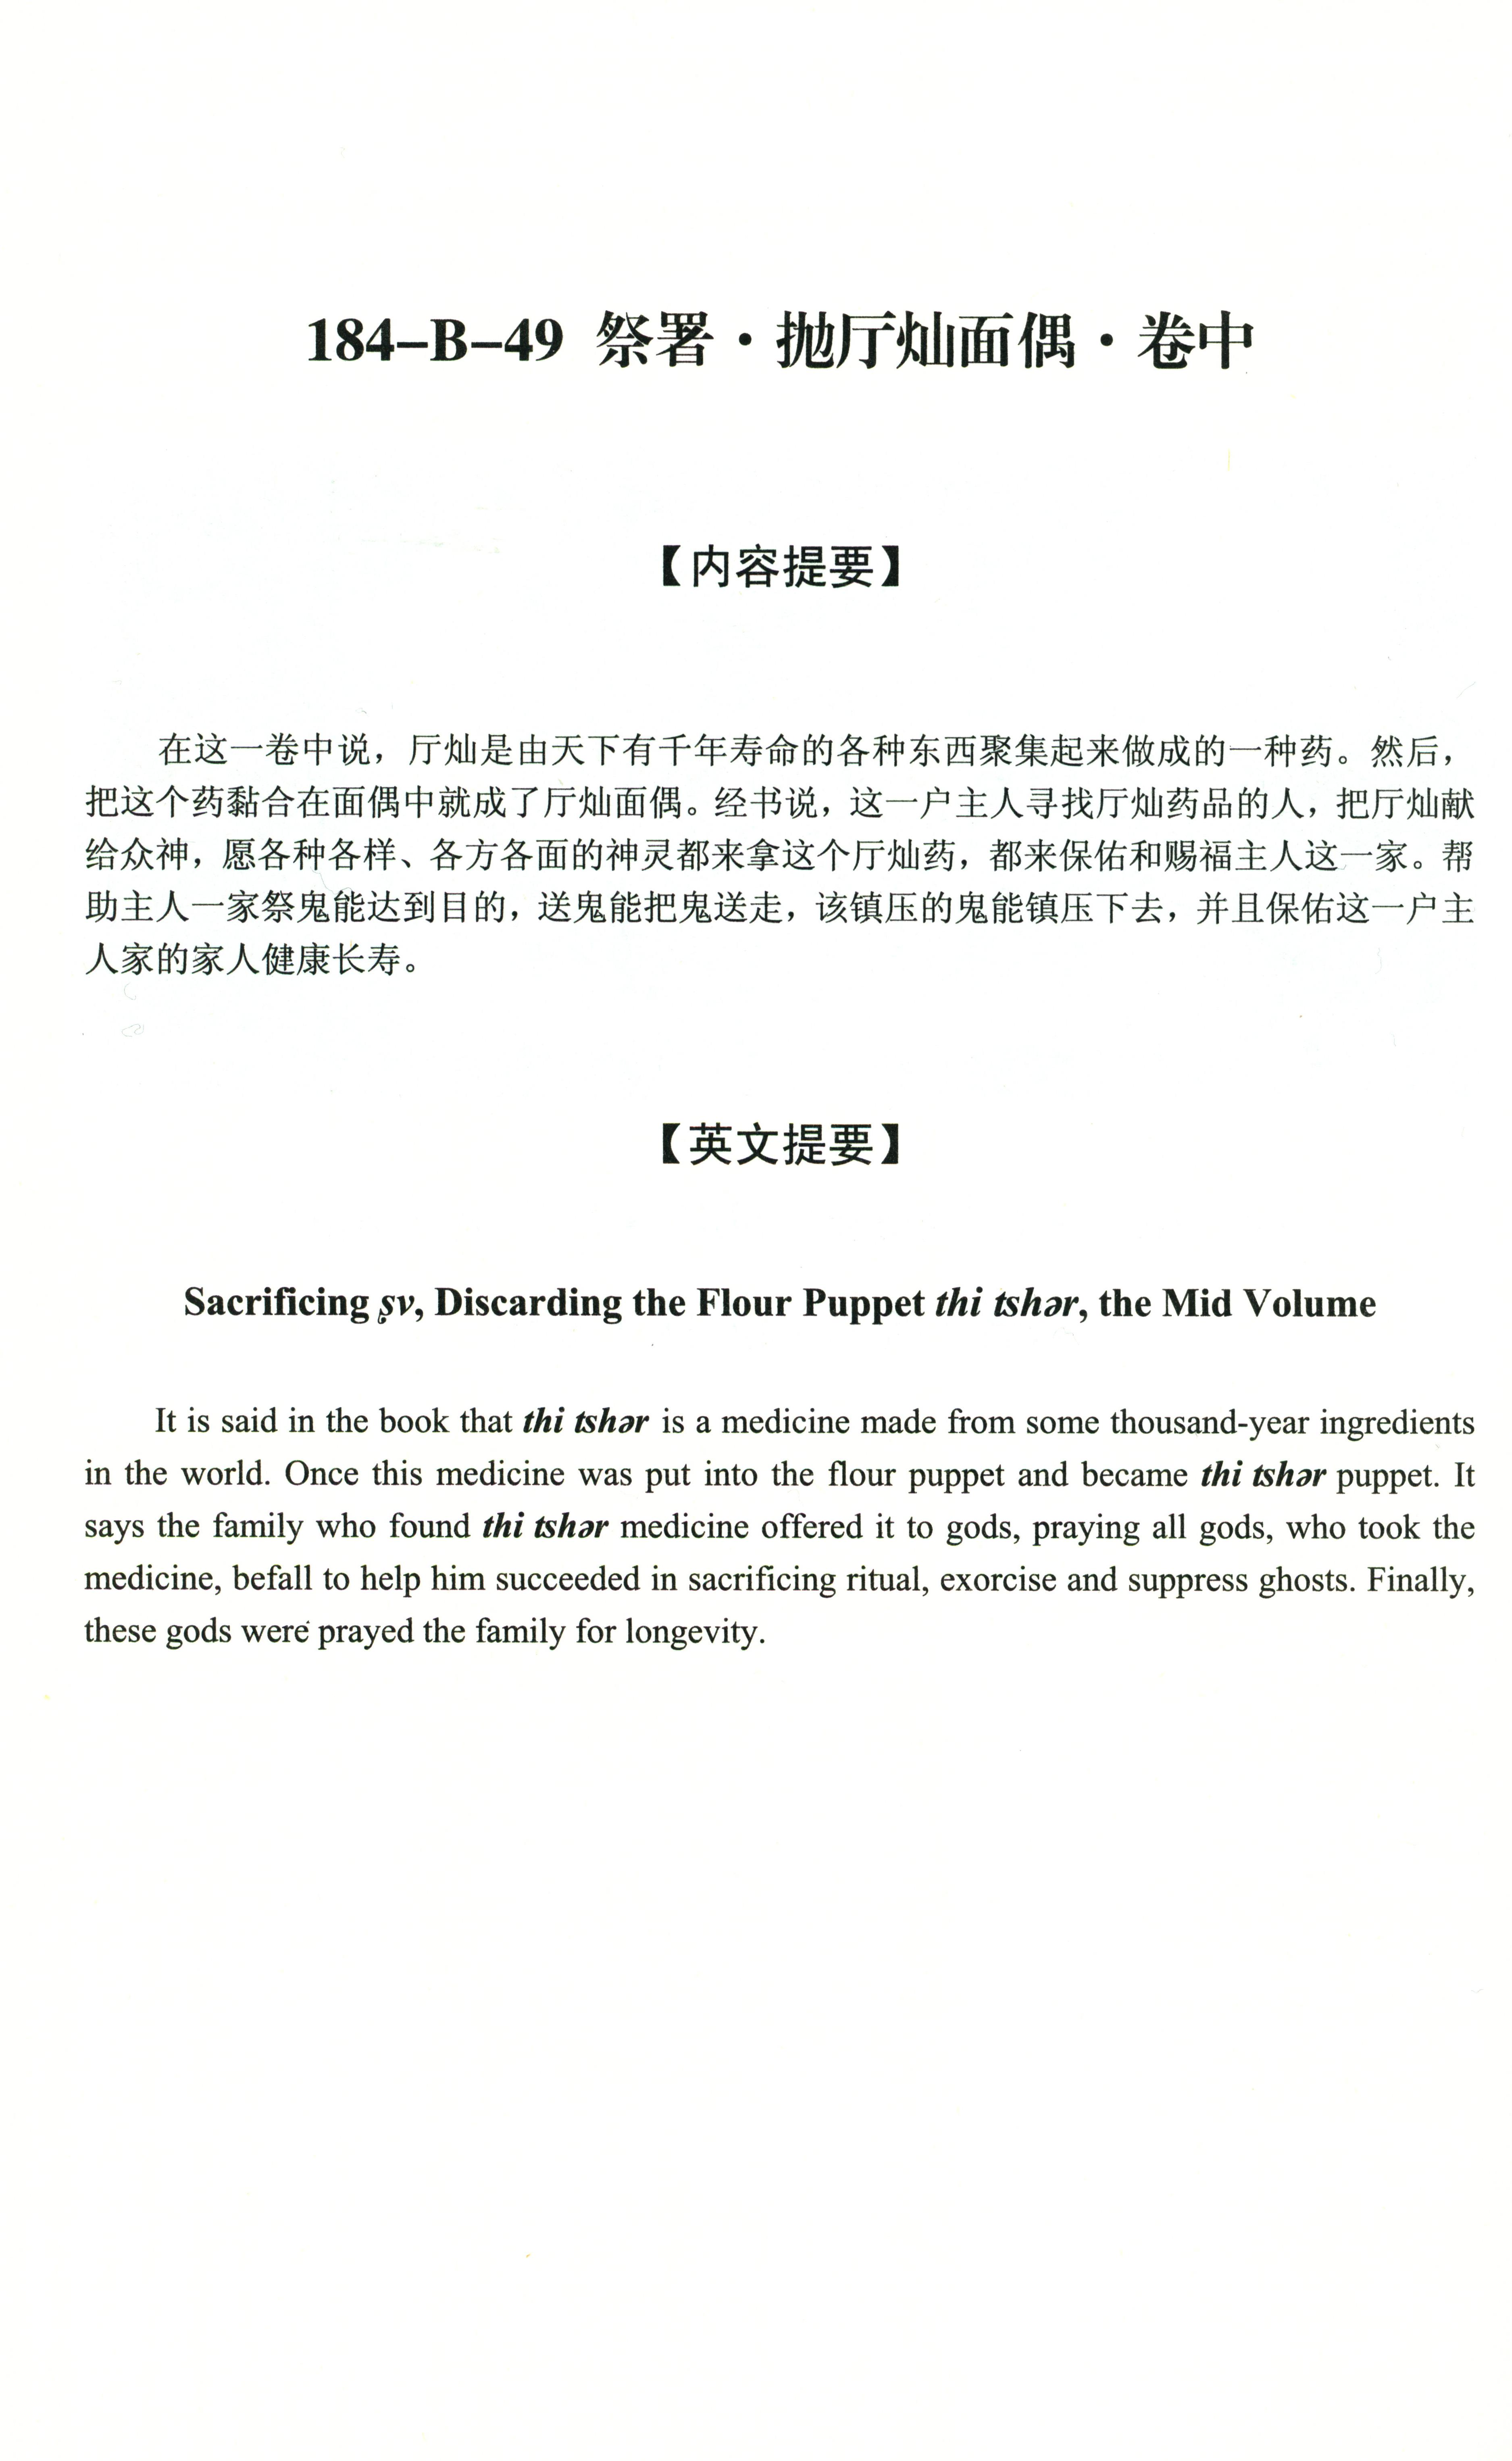 184–B–49 祭署·抛厅灿面偶·卷中
【内容提要】
在这一卷中说，厅灿是由天下有千年寿命的各种东西聚集起来做成的一种药。然后，
把这个药黏合在面偶中就成了厅灿面偶。经书说，这一户主人寻找厅灿药品的人，把厅灿献
给众神，愿各种各样、各方各面的神灵都来拿这个厅灿药，都来保佑和赐福主人这一家。帮
助主人一家祭鬼能达到目的，送鬼能把鬼送走，该镇压的鬼能镇压下去，并且保佑这一户主
人家的家人健康长寿。
【英文提要】
Sacrificing ʂv, Discarding the Flour Puppet thi tshər, the Mid Volume
It is said in the book that thi tshər is a medicine made from some thousand-year ingredients
in the world. Once this medicine was put into the flour puppet and became thi tshər puppet. It
says the family who found thi tshər medicine offered it to gods, praying all gods, who took the
medicine, befall to help him succeeded in sacrificing ritual, exorcise and suppress ghosts. Finally,
these gods were prayed the family for longevity.